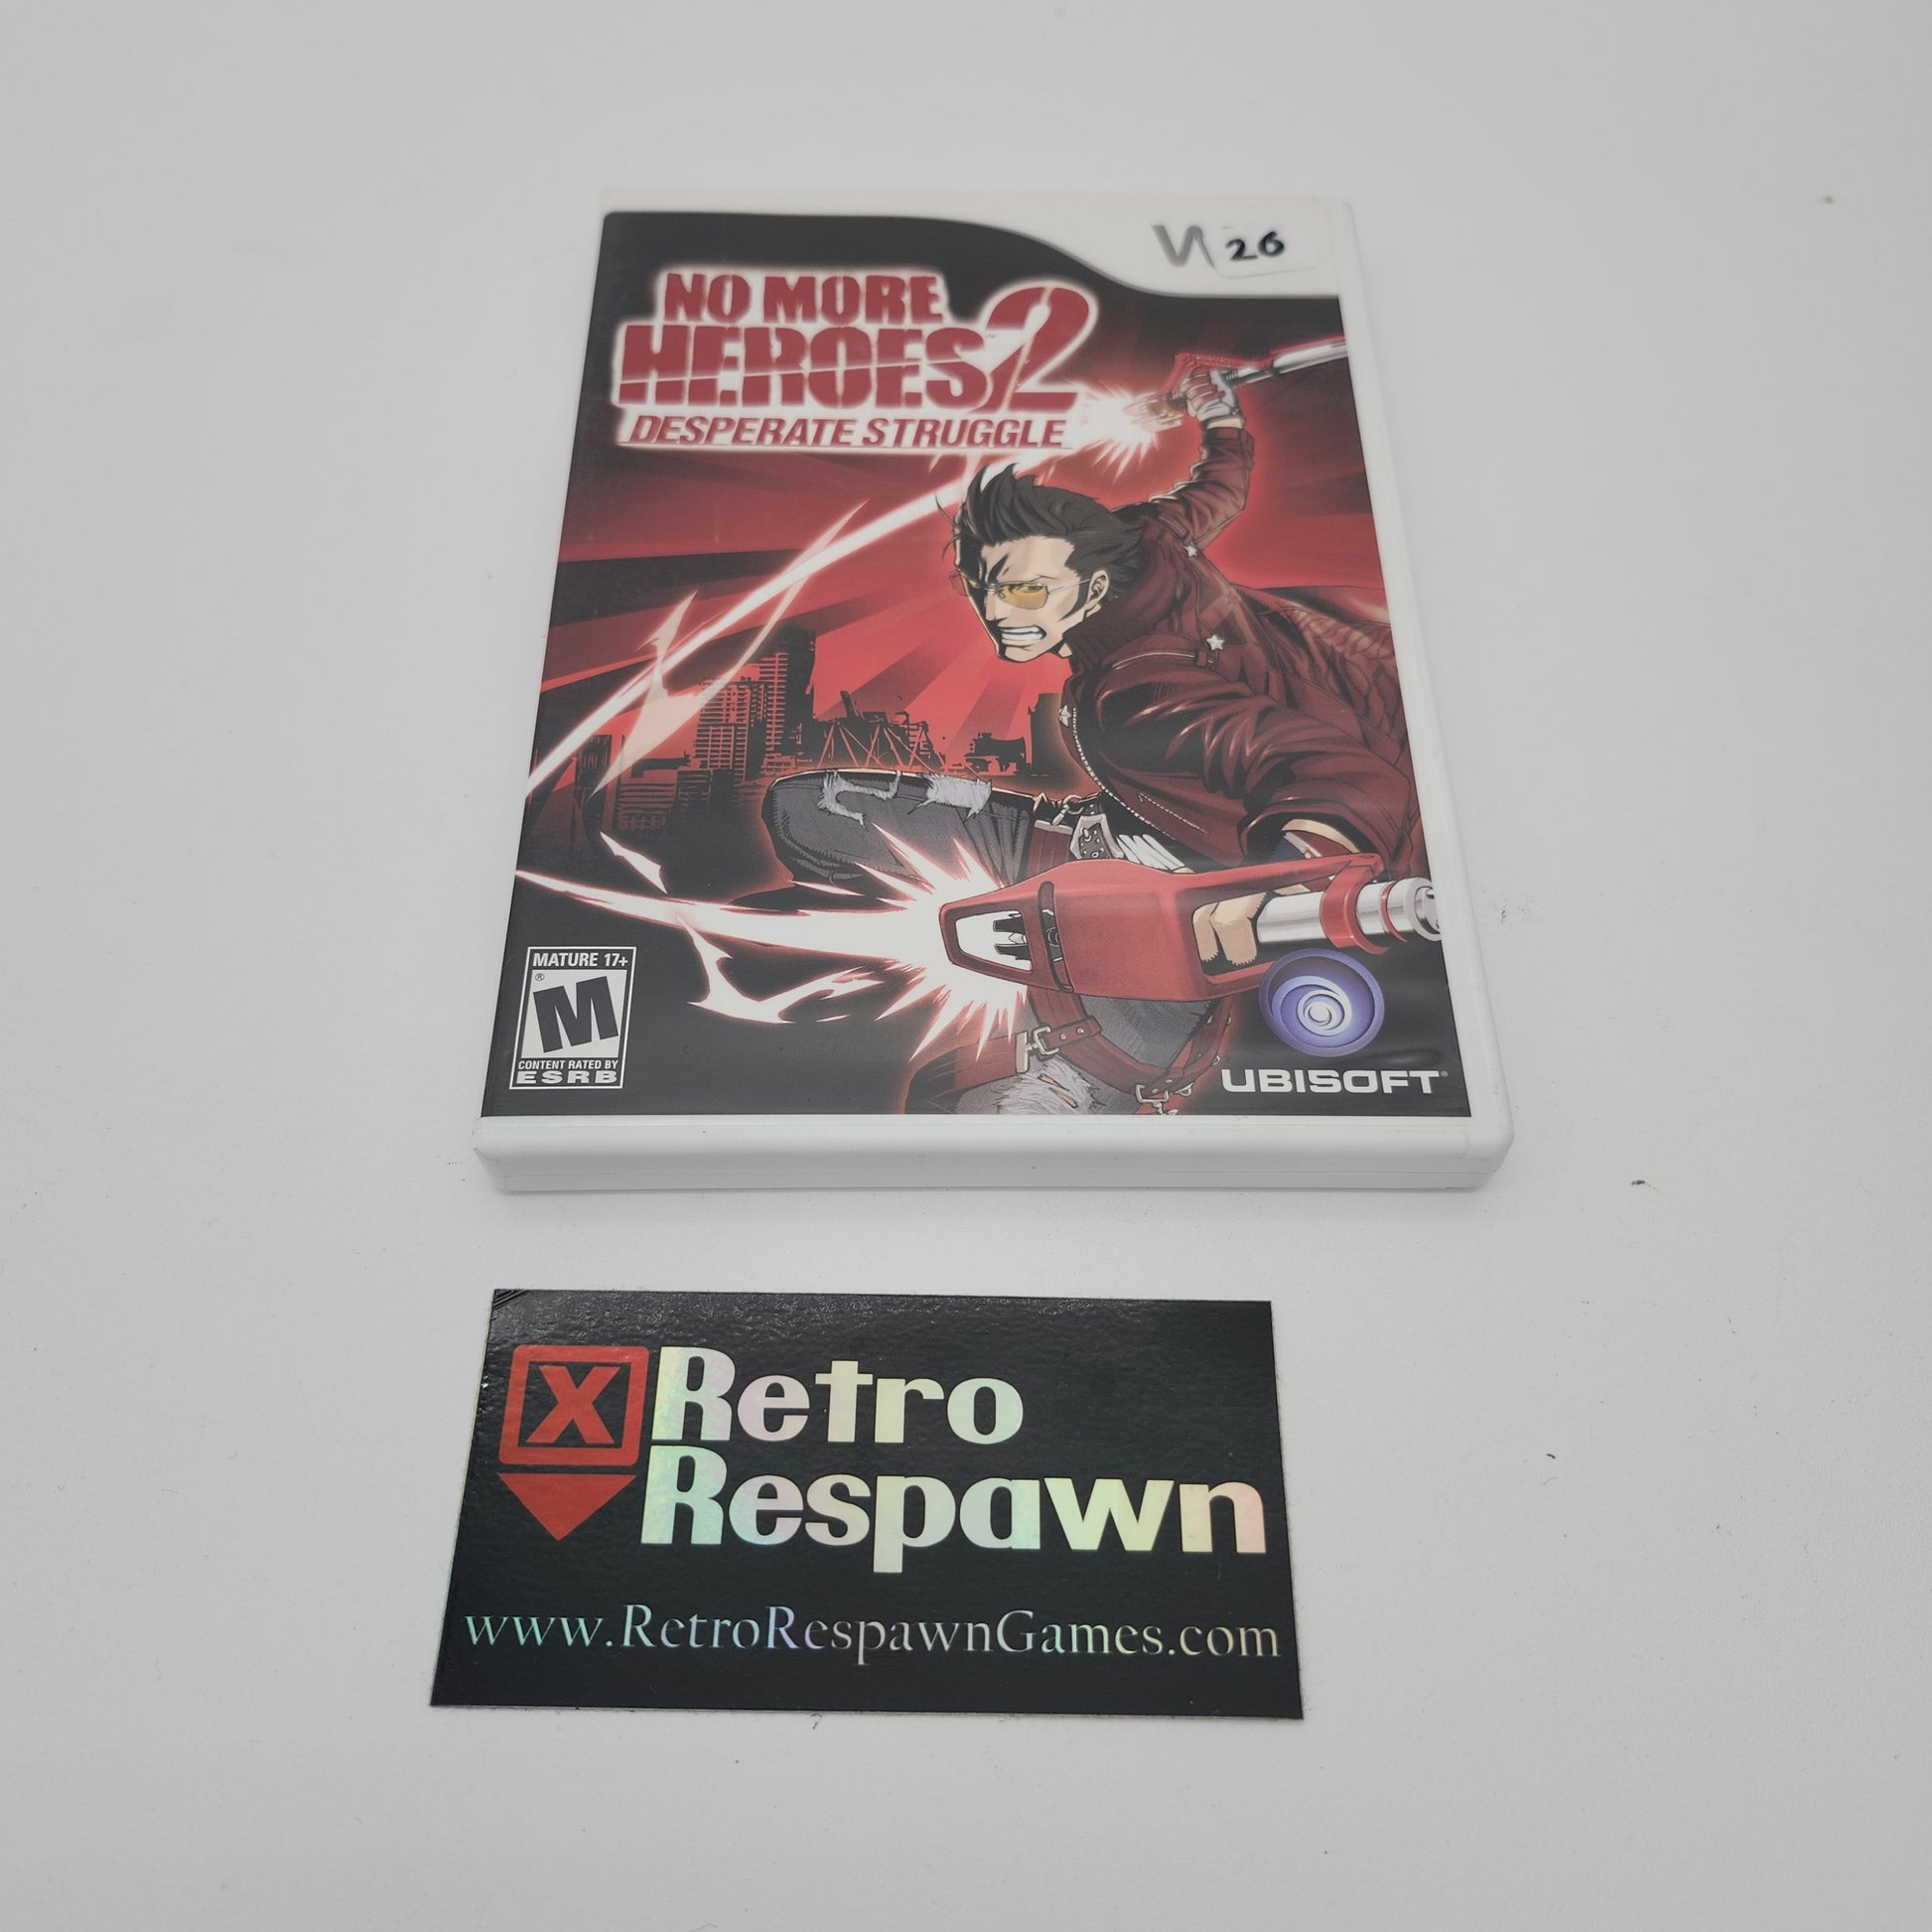 26
NO MORE
HEROES 2
DESPERATE STRUGGLE
MATURE 17+
M
CONTENT RATED BY
ESRB
UBISOFT
X Retro
Respawn
www.RetroRespawnGames.com